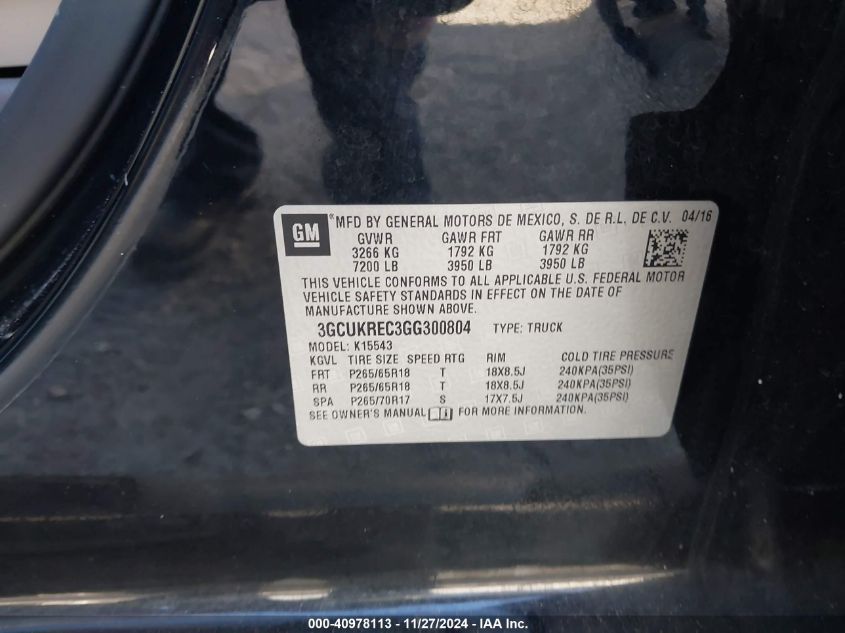 GM
MFD BY GENERAL MOTORS DE MEXICO, S. DE R.L. DE C.V. 04/16
GVWR GAWR FRT GAWR RR
3266 KG 1792 KG 1792 KG
7200 LB 3950 LB 3950 LB
THIS VEHICLE CONFORMS TO ALL APPLICABLE U.S. FEDERAL MOTOR
VEHICLE SAFETY STANDARDS IN EFFECT ON THE DATE OF
MANUFACTURE SHOWN ABOVE.
3GCUKREC3GG300804 TYPE: TRUCK
MODEL: K15543
KGVL TIRE SIZE SPEED RTG RIM COLD TIRE PRESSURE
FRT P265/65R18 T 18X8.5J 240KPA(35PSI)
RR P265/65R18 T 18X8.5J 240KPA(35PSI)
SPA P265/70R17 S 17X7.5J 240KPA(35PSI)
SEE OWNER'S MANUAL FOR MORE INFORMATION.
000-40978113 - 11/27/2024 - IAA Inc.